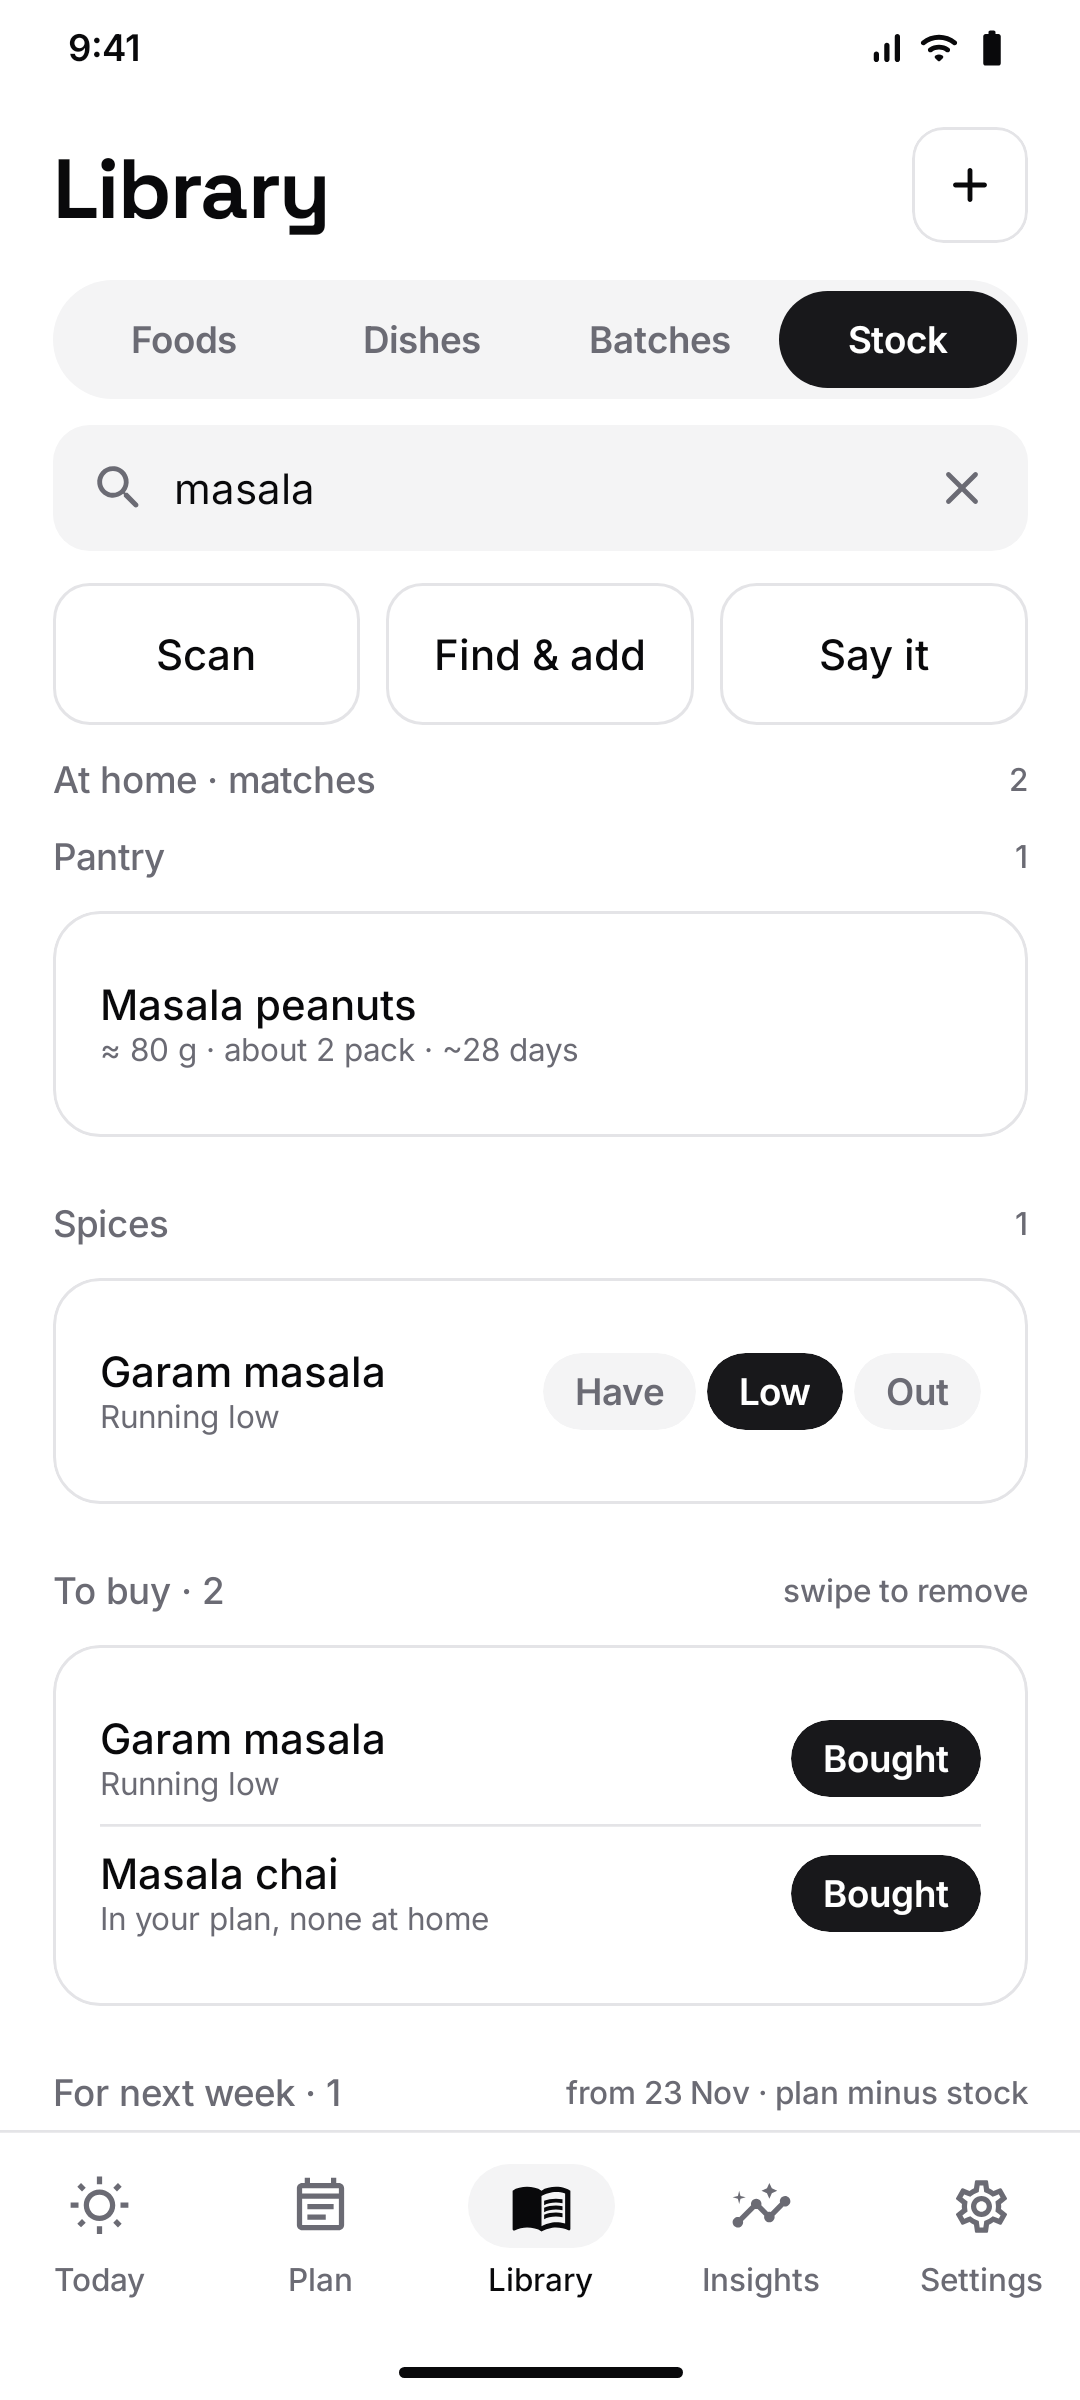 9:41
Library
Foods Dishes Batches Stock
masala
Scan Find & add Say it
At home · matches 2
Pantry 1
Masala peanuts
≈ 80 g · about 2 pack · ~28 days
Spices 1
Garam masala
Running low
Have Low Out
To buy · 2 swipe to remove
Garam masala
Running low
Bought
Masala chai
In your plan, none at home
Bought
For next week · 1 from 23 Nov · plan minus stock
Today Plan Library Insights Settings